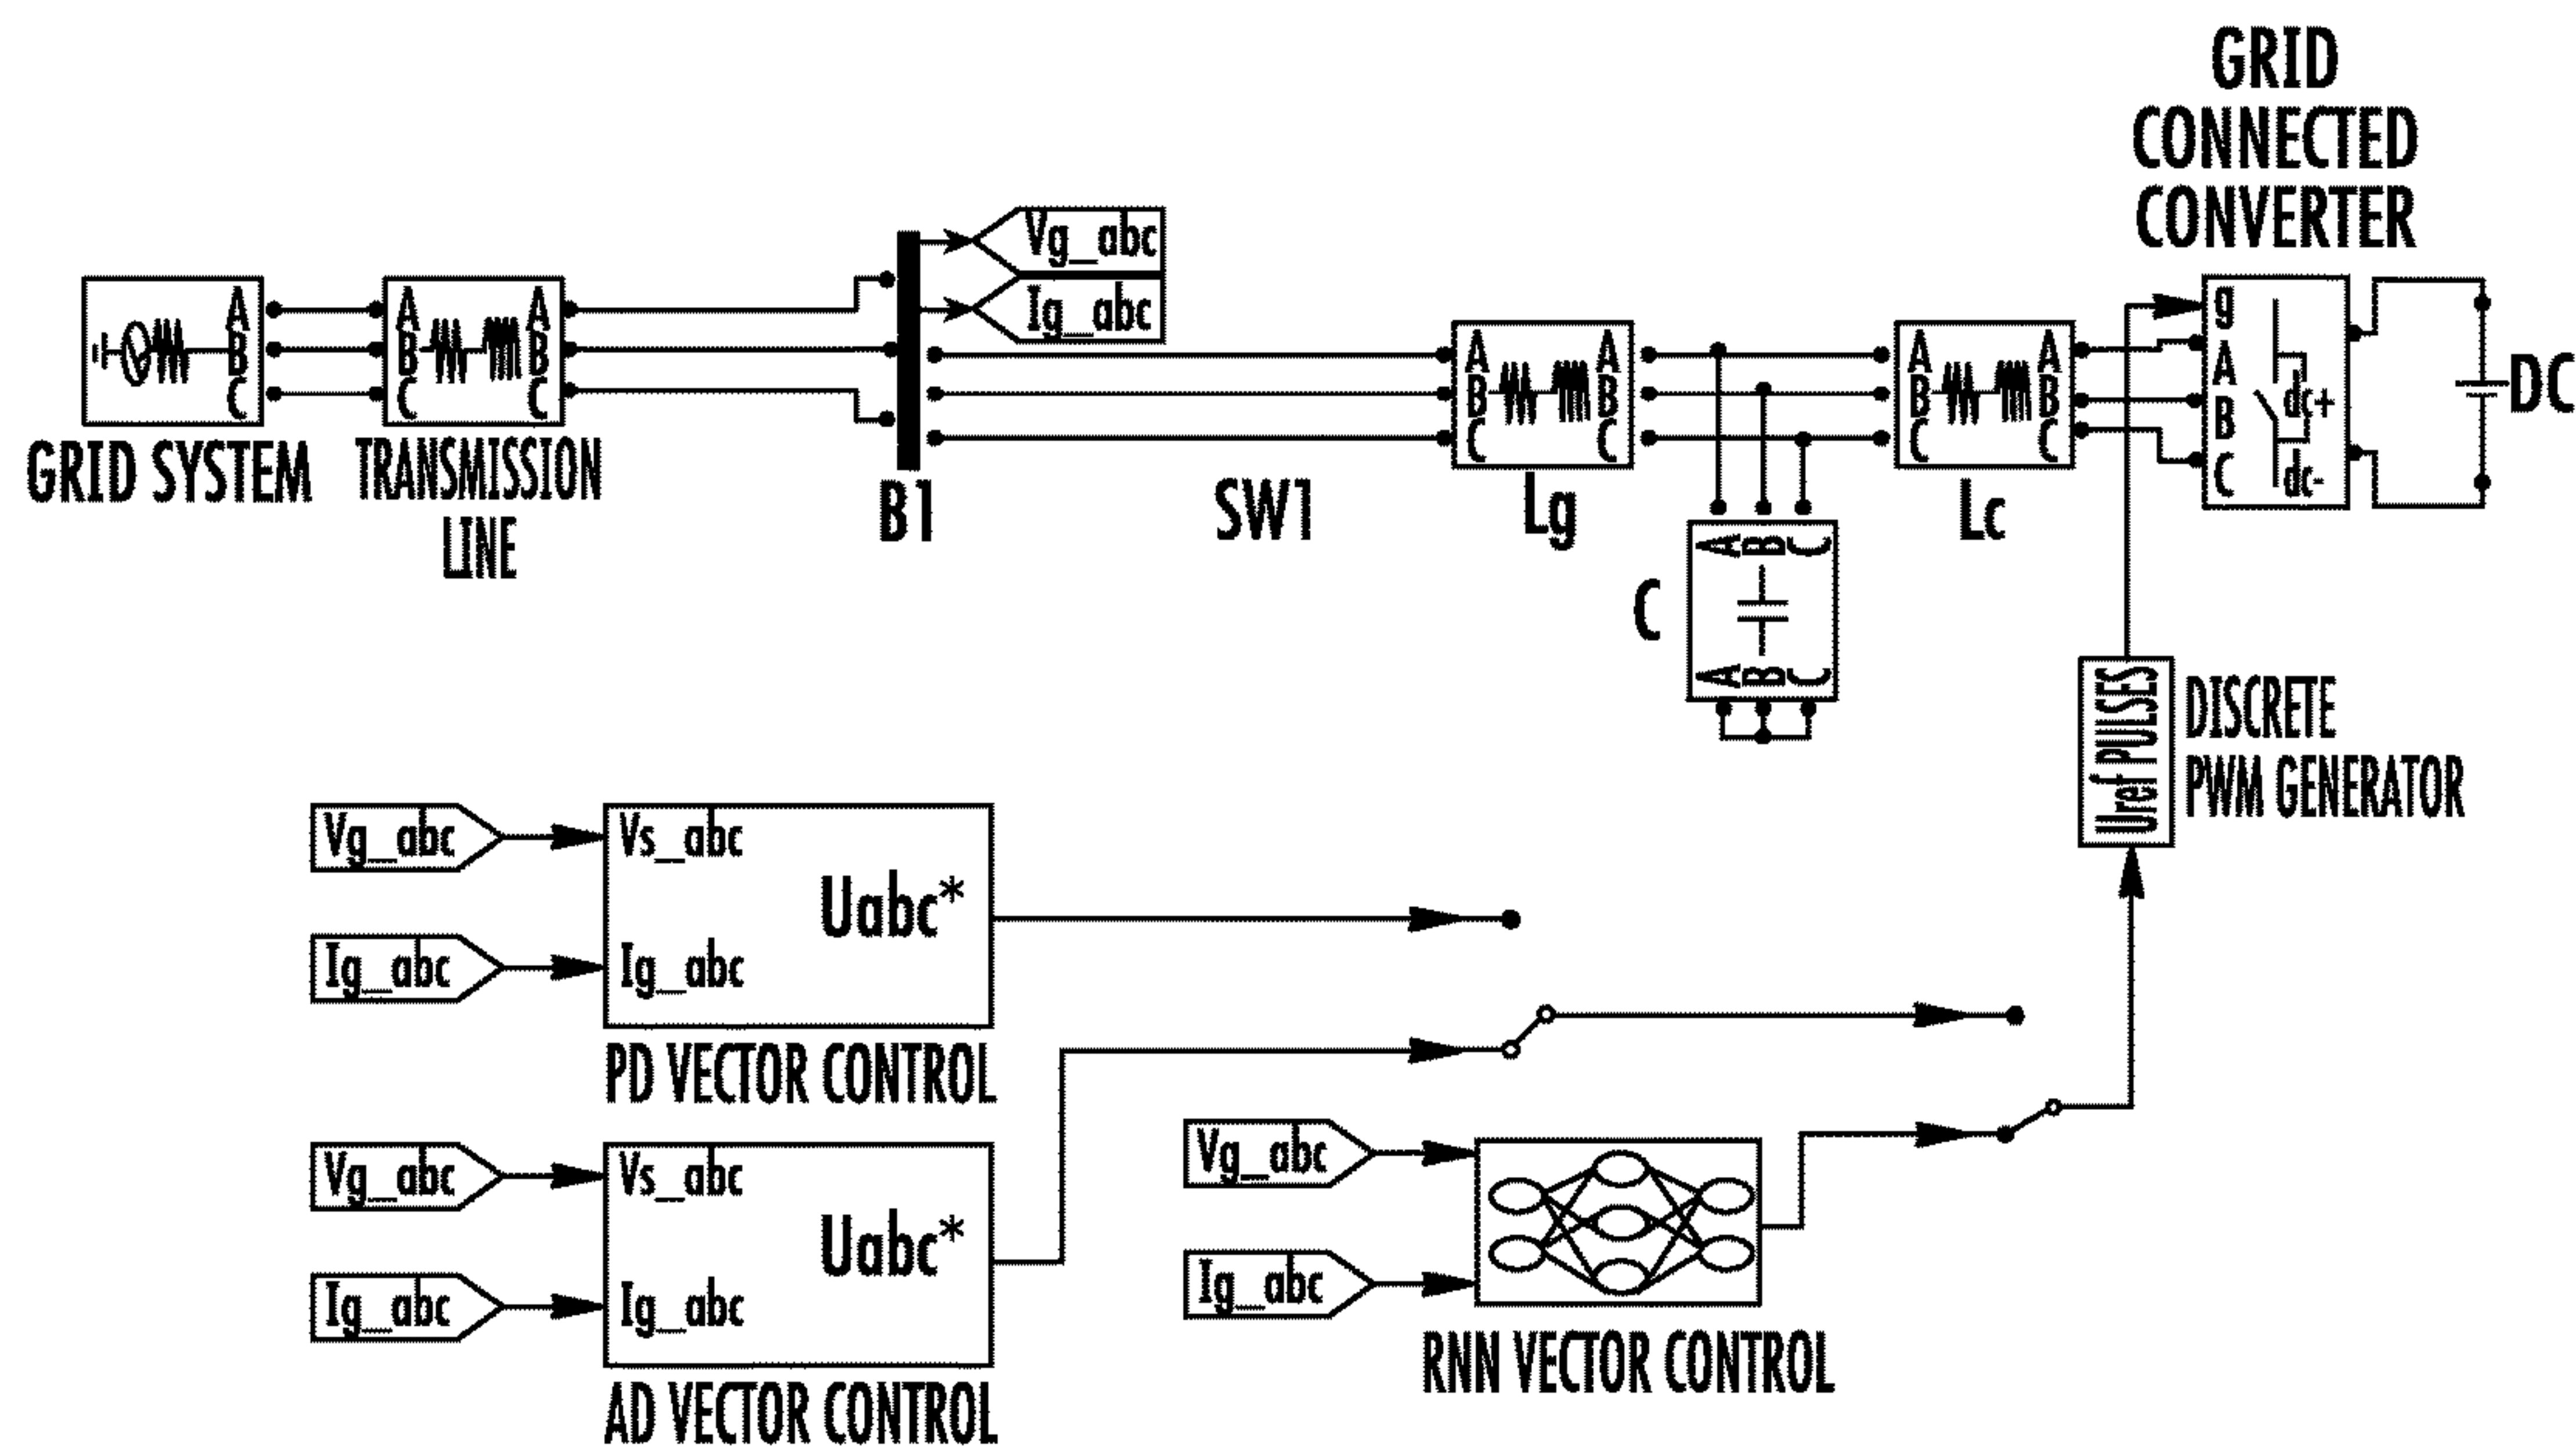 GRID
CONNECTED
CONVERTER
Vg_abc
Ig_abc
A
B
C
A
B
C
A
B
C
A
B
C
A
B
C
A
B
C
A
B
C
g
A
B
C
dc+
dc-
DC
GRID SYSTEM
TRANSMISSION
LINE
B1
SW1
Lg
Lc
A B C
C
A B C
Uref PULSES
DISCRETE
PWM GENERATOR
Vg_abc
Ig_abc
Vs_abc
Uabc*
Ig_abc
PD VECTOR CONTROL
Vg_abc
Ig_abc
Vs_abc
Uabc*
Ig_abc
AD VECTOR CONTROL
Vg_abc
Ig_abc
RNN VECTOR CONTROL